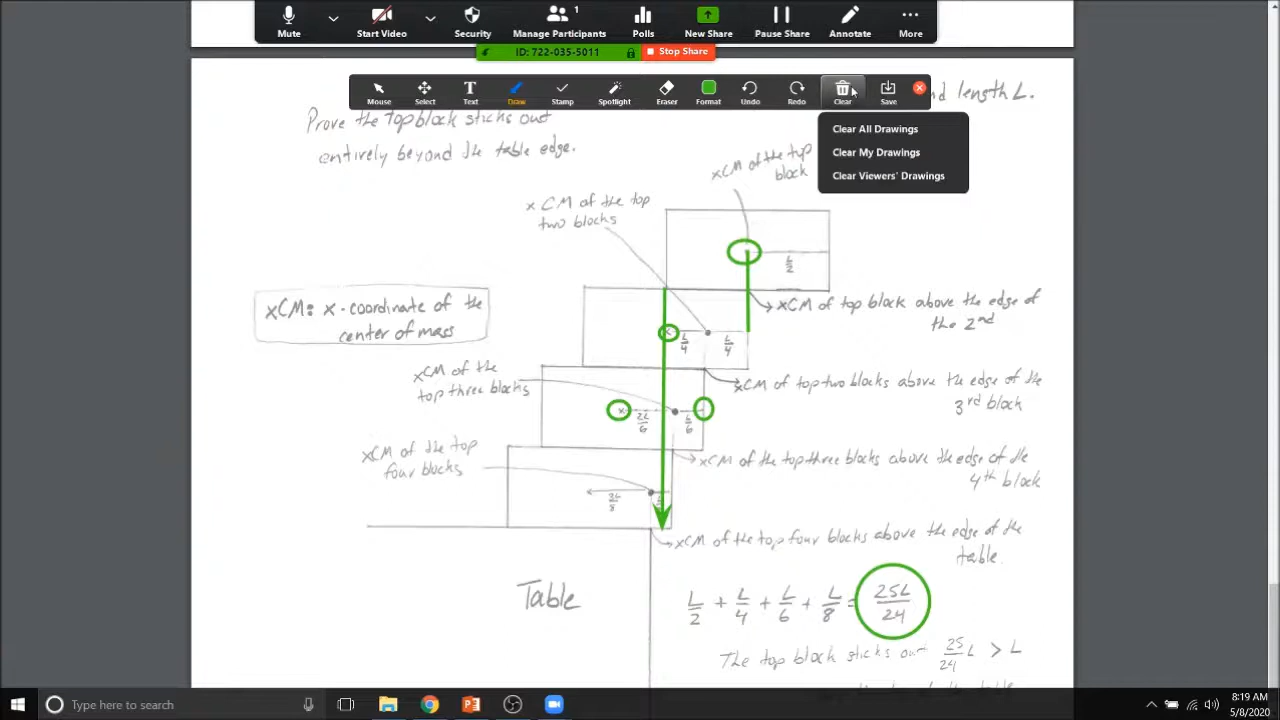 Mute
Start Video
Security
Manage Participants
1
Polls
New Share
Pause Share
Annotate
More
ID: 722-035-5011
Stop Share
Mouse
Select
Text
Draw
Stamp
Spotlight
Eraser
Format
Undo
Redo
Clear
Save
Clear All Drawings
Clear My Drawings
Clear Viewers' Drawings
nd length L.
Prove the top block sticks out
entirely beyond the table edge.
xCM of the top
block
x CM of the top
two blocks
L/2
xCM: x-coordinate of the
center of mass
xCM of top block above the edge of
the 2nd
L/4
L/4
xCM of the
top three blocks
xCM of top two blocks above the edge of the
3rd block
2L/6
L/6
xCM of the top
four blocks
xCM of the top three blocks above the edge of the
4th block
3L/8
xCM of the top four blocks above the edge of the
table.
Table
L/2 + L/4 + L/6 + L/8 = 25L/24
The top block sticks out 25/24 L > L
Type here to search
8:19 AM
5/8/2020